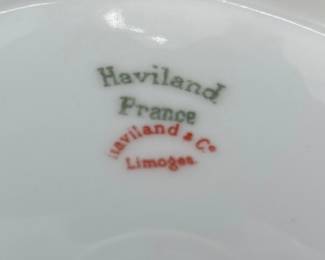 Haviland
France
Haviland & Co
Limoges